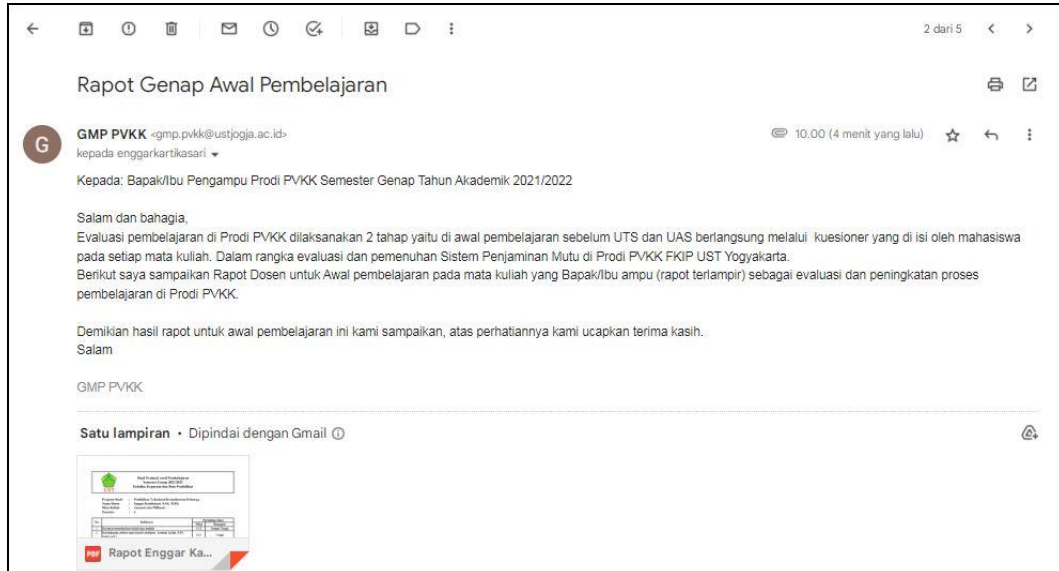 2 dari 5
Rapot Genap Awal Pembelajaran
G
GMP PVKK <gmp.pvkk@ustjogja.ac.id>
10.00 (4 menit yang lalu)
kepada enggarkartikasari
Kepada: Bapak/Ibu Pengampu Prodi PVKK Semester Genap Tahun Akademik 2021/2022
Salam dan bahagia,
Evaluasi pembelajaran di Prodi PVKK dilaksanakan 2 tahap yaitu di awal pembelajaran sebelum UTS dan UAS berlangsung melalui kuesioner yang di isi oleh mahasiswa
pada setiap mata kuliah. Dalam rangka evaluasi dan pemenuhan Sistem Penjaminan Mutu di Prodi PVKK FKIP UST Yogyakarta.
Berikut saya sampaikan Rapot Dosen untuk Awal pembelajaran pada mata kuliah yang Bapak/Ibu ampu (rapot terlampir) sebagai evaluasi dan peningkatan proses
pembelajaran di Prodi PVKK.
Demikian hasil rapot untuk awal pembelajaran ini kami sampaikan, atas perhatiannya kami ucapkan terima kasih.
Salam
GMP PVKK
Satu lampiran • Dipindai dengan Gmail
PDF Rapot Enggar Ka...